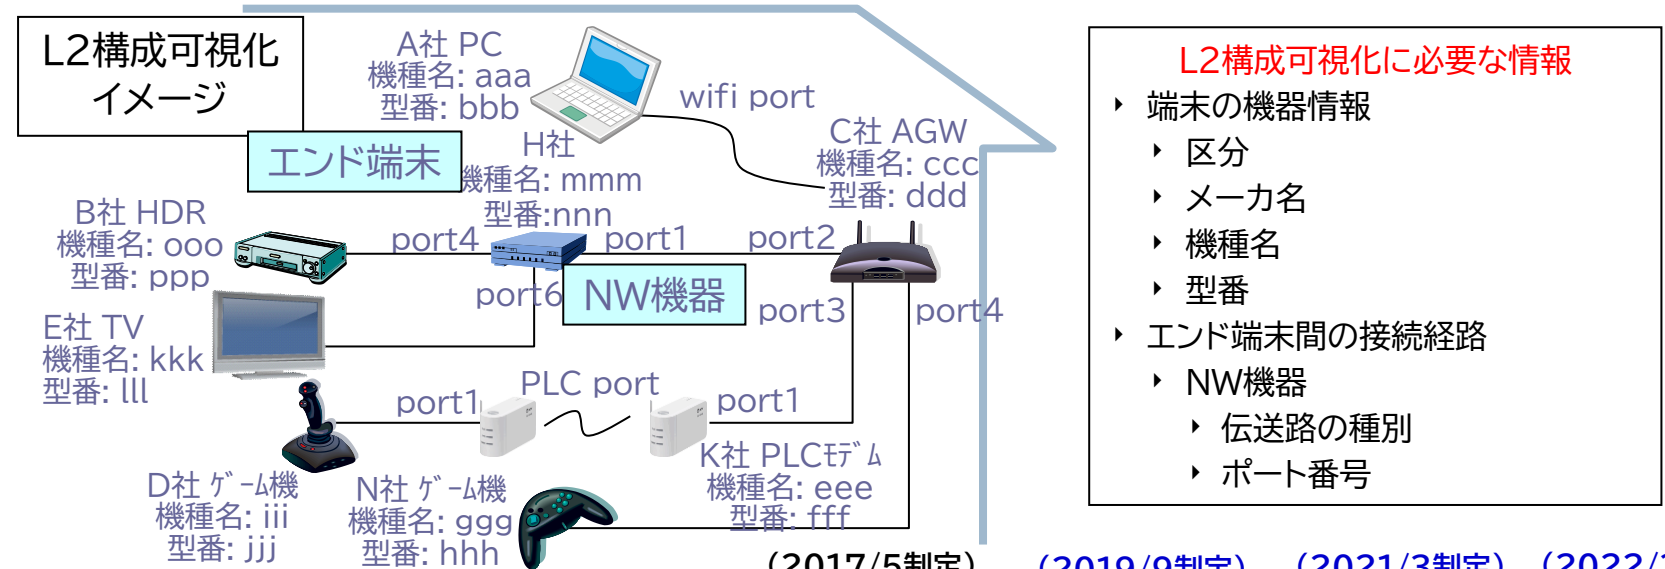 L2構成可視化
イメージ
A社 PC
機種名: aaa
型番: bbb
wifi port
エンド端末
H社
機種名: mmm
型番:nnn
C社 AGW
機種名: ccc
型番: ddd
B社 HDR
機種名: ooo
型番: ppp
port4
port1
port2
port6
NW機器
port3
port4
E社 TV
機種名: kkk
型番: lll
port1
PLC port
port1
K社 PLCﾓﾃﾞﾑ
機種名: eee
型番: fff
D社 ｹﾞｰﾑ機
機種名: iii
型番: jjj
N社 ｹﾞｰﾑ機
機種名: ggg
型番: hhh
L2構成可視化に必要な情報
‣ 端末の機器情報
‣ 区分
‣ メーカ名
‣ 機種名
‣ 型番
‣ エンド端末間の接続経路
‣ NW機器
‣ 伝送路の種別
‣ ポート番号
(2017/5制定) (2019/9制定) (2021/3制定) (2022/